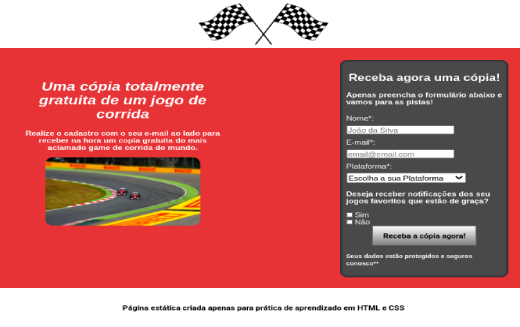 Uma cópia totalmente
gratuita de um jogo de
corrida
Realize o cadastro com o seu e-mail ao lado para
receber na hora um copia gratuita do mais
aclamado game de corrida do mundo.
Receba agora uma cópia!
Apenas preencha o formulário abaixo e
vamos para as pistas!
Nome*:
João da Silva
E-mail*:
email@email.com
Plataforma*:
Escolha a sua Plataforma
Deseja receber notificações dos seu
jogos favoritos que estão de graça?
Sim
Não
Receba a cópia agora!
Seus dados estão protegidos e seguros
conosco**
Página estática criada apenas para prática de aprendizado em HTML e CSS